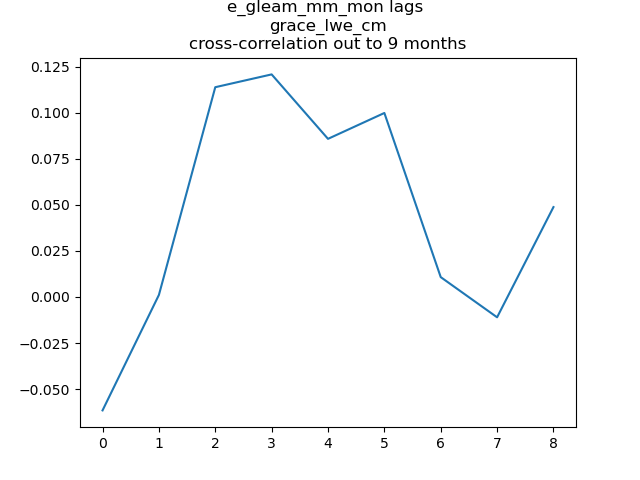 e_gleam_mm_mon lags
grace_lwe_cm
cross-correlation out to 9 months
0.125
0.100
0.075
0.050
0.025
0.000
−0.025
−0.050
0 1 2 3 4 5 6 7 8